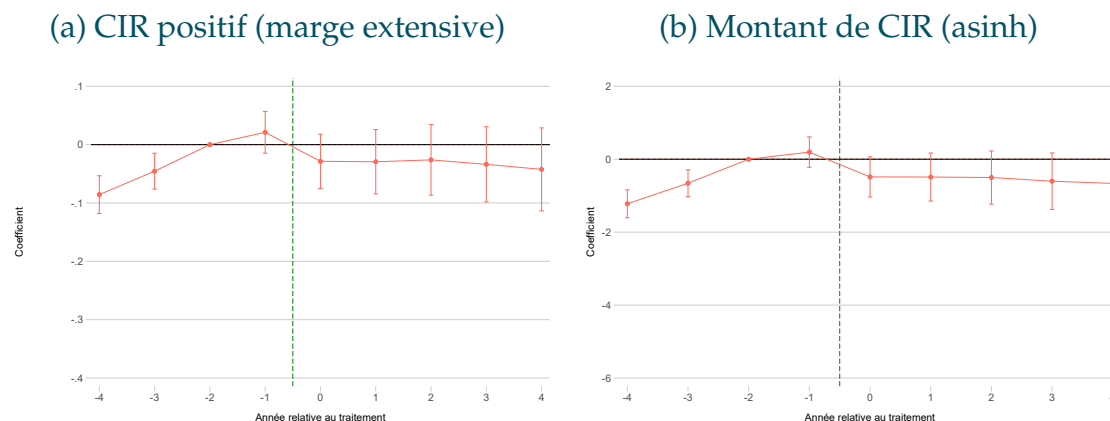 (a) CIR positif (marge extensive)
(b) Montant de CIR (asinh)
.1
0
-.1
-.2
-.3
-.4
Coefficient
-4 -3 -2 -1 0 1 2 3 4
Année relative au traitement
2
0
-2
-4
-6
Coefficient
-4 -3 -2 -1 0 1 2 3
Année relative au traitement